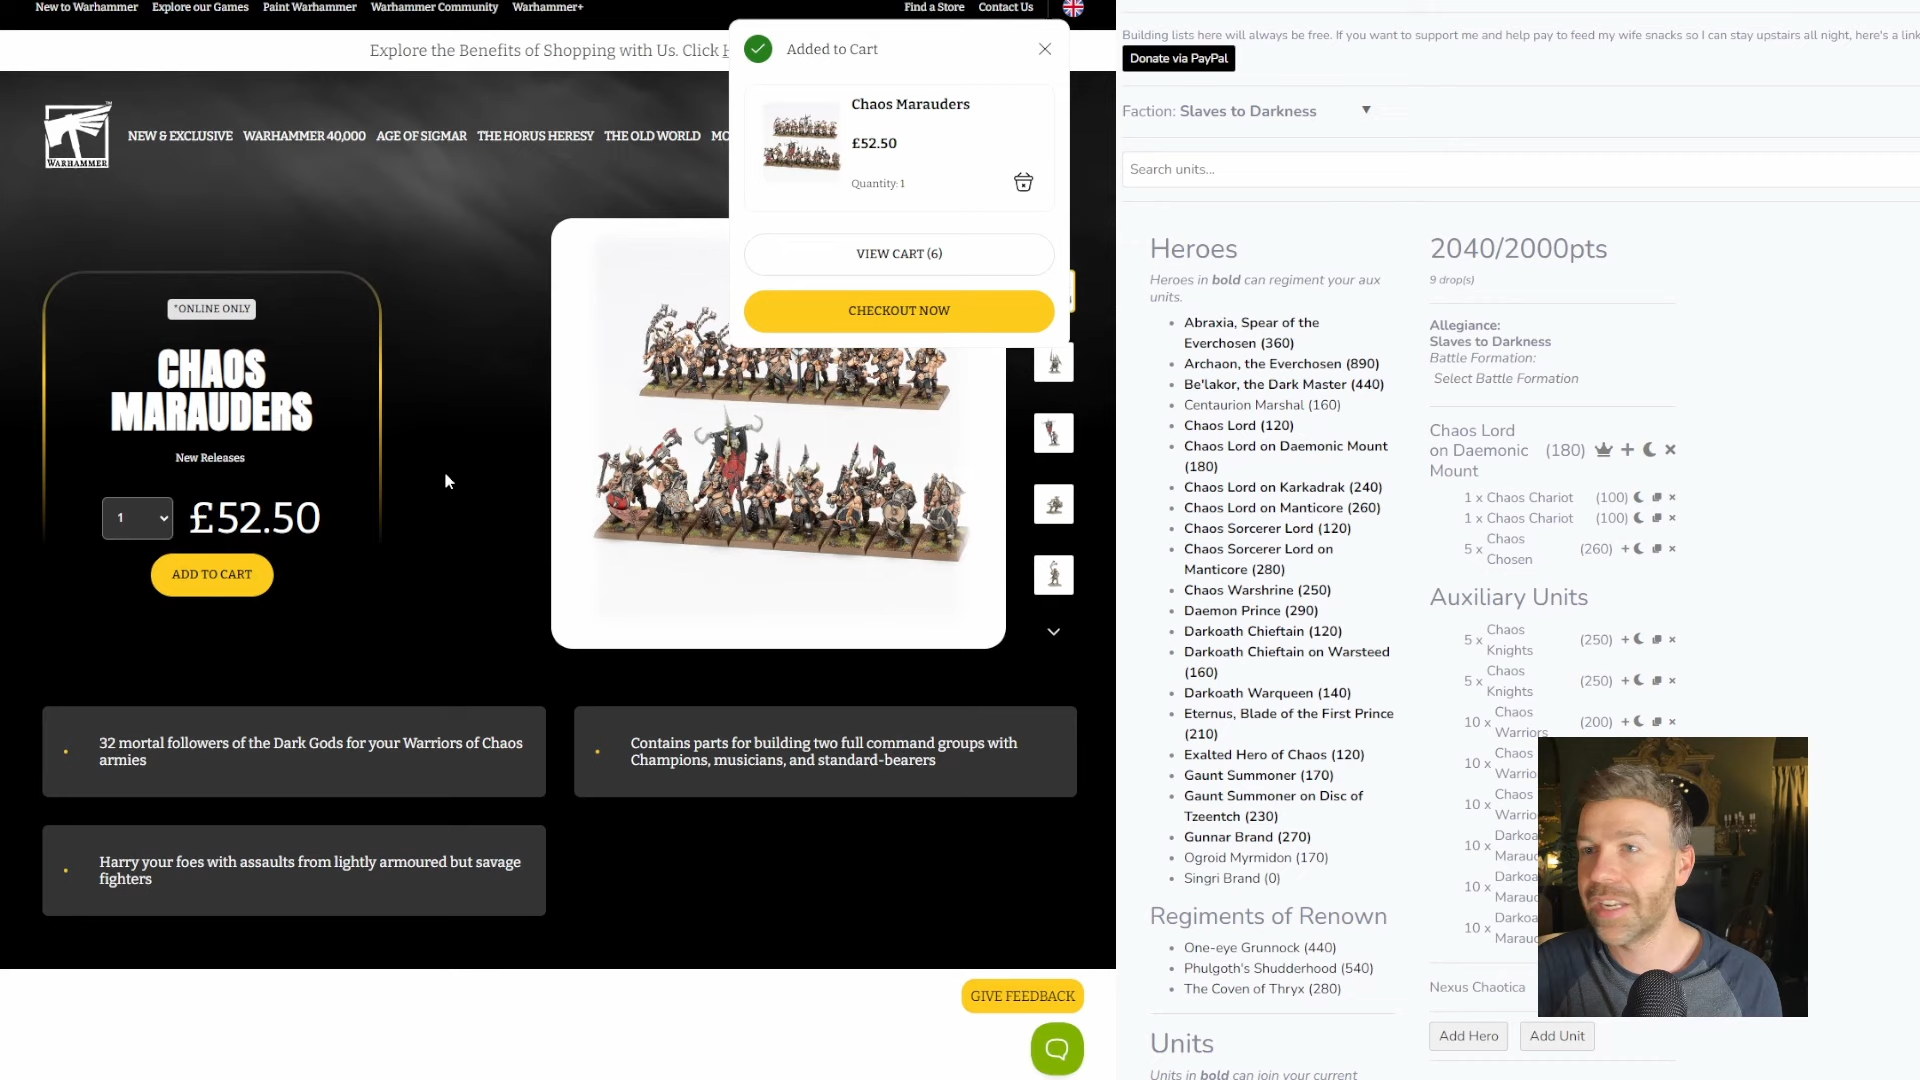 New to Warhammer Explore our Games Paint Warhammer Warhammer Community Warhammer+ Find a Store Contact Us
Explore the Benefits of Shopping with Us. Click
WARHAMMER
NEW & EXCLUSIVE WARHAMMER 40,000 AGE OF SIGMAR THE HORUS HERESY THE OLD WORLD MO
Added to Cart
Chaos Marauders
£52.50
Quantity: 1
VIEW CART (6)
CHECKOUT NOW
*ONLINE ONLY
CHAOS
MARAUDERS
New Releases
1 £52.50
ADD TO CART
32 mortal followers of the Dark Gods for your Warriors of Chaos
armies
Contains parts for building two full command groups with
Champions, musicians, and standard-bearers
Harry your foes with assaults from lightly armoured but savage
fighters
GIVE FEEDBACK
Building lists here will always be free. If you want to support me and help pay to feed my wife snacks so I can stay upstairs all night, here's a link
Donate via PayPal
Faction: Slaves to Darkness
Search units...
Heroes
Heroes in bold can regiment your aux
units.
Abraxia, Spear of the
Everchosen (360)
Archaon, the Everchosen (890)
Be'lakor, the Dark Master (440)
Centaurion Marshal (160)
Chaos Lord (120)
Chaos Lord on Daemonic Mount
(180)
Chaos Lord on Karkadrak (240)
Chaos Lord on Manticore (260)
Chaos Sorcerer Lord (120)
Chaos Sorcerer Lord on
Manticore (280)
Chaos Warshrine (250)
Daemon Prince (290)
Darkoath Chieftain (120)
Darkoath Chieftain on Warsteed
(160)
Darkoath Warqueen (140)
Eternus, Blade of the First Prince
(210)
Exalted Hero of Chaos (120)
Gaunt Summoner (170)
Gaunt Summoner on Disc of
Tzeentch (230)
Gunnar Brand (270)
Ogroid Myrmidon (170)
Singri Brand (0)
Regiments of Renown
One-eye Grunnock (440)
Phulgoth's Shudderhood (540)
The Coven of Thryx (280)
Units
Units in bold can join your current
2040/2000pts
9 drop(s)
Allegiance:
Slaves to Darkness
Battle Formation:
Select Battle Formation
Chaos Lord
on Daemonic (180)
Mount
1 x Chaos Chariot (100)
1 x Chaos Chariot (100)
5 x Chaos
Chosen (260)
Auxiliary Units
5 x Chaos
Knights (250)
5 x Chaos
Knights (250)
10 x Chaos
Warriors (200)
10 x Chaos
Warrio
10 x Chaos
Warrio
10 x Darkoa
Marauc
10 x Darkoa
Marauc
10 x Darkoa
Marauc
Nexus Chaotica
Add Hero Add Unit